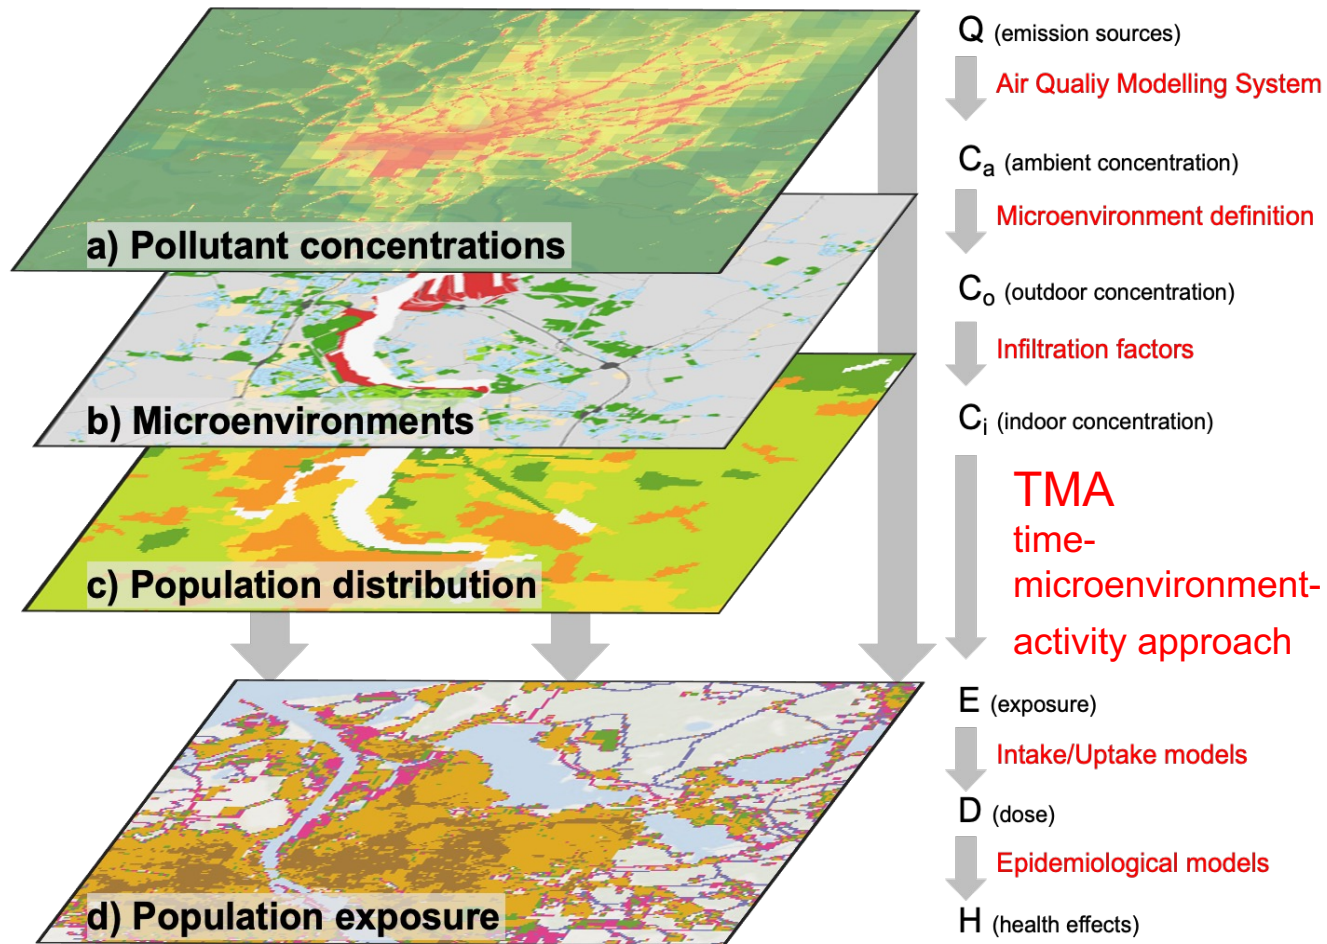 a) Pollutant concentrations
b) Microenvironments
c) Population distribution
d) Population exposure
Q (emission sources)
Air Qualiy Modelling System
Ca (ambient concentration)
Microenvironment definition
Co (outdoor concentration)
Infiltration factors
Ci (indoor concentration)
TMA
time-
microenvironment-
activity approach
E (exposure)
Intake/Uptake models
D (dose)
Epidemiological models
H (health effects)